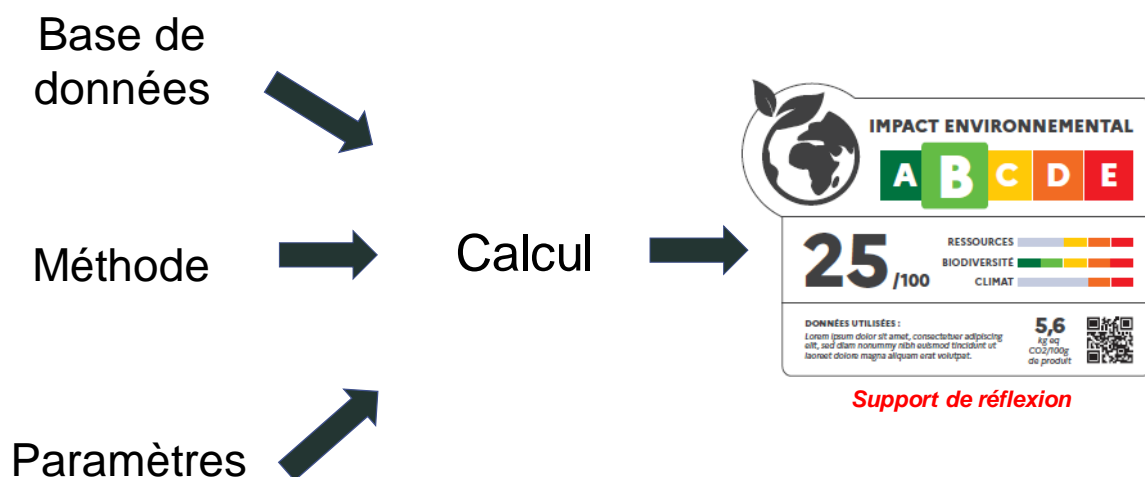 Base de
données
Méthode
Paramètres
Calcul
IMPACT ENVIRONNEMENTAL
A B C D E
25/100
RESSOURCES
BIODIVERSITÉ
CLIMAT
DONNÉES UTILISÉES :
Lorem ipsum dolor sit amet, consectetuer adipiscing
elit, sed diam nonummy nibh euismod tincidunt ut
laoreet dolore magna aliquam erat volutpat.
5,6
kg eq
CO2/100g
de produit
Support de réflexion